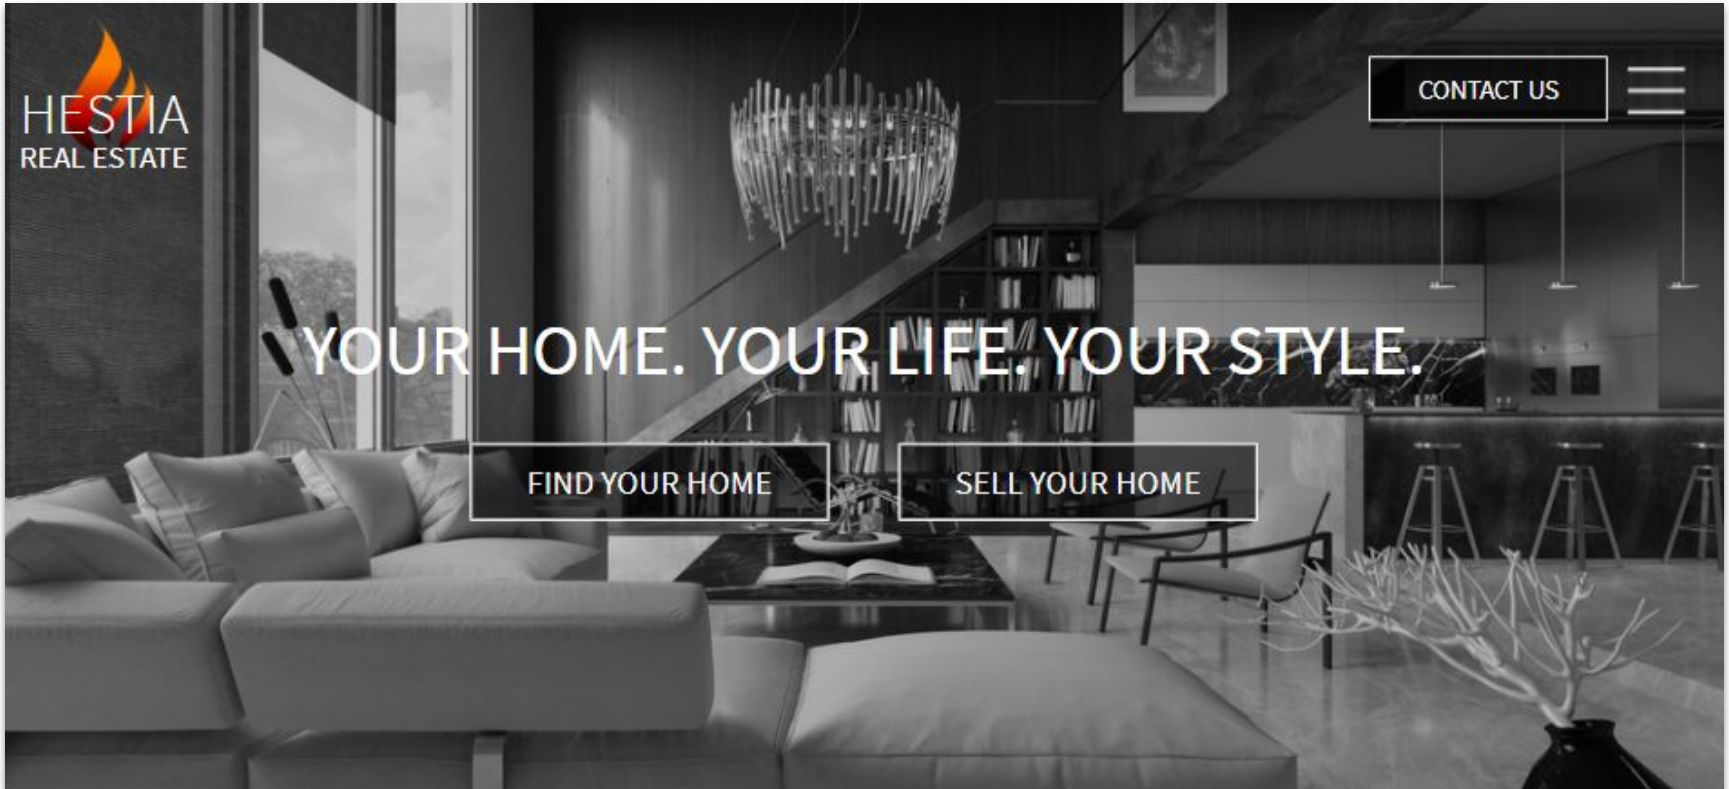 HESTIA
REAL ESTATE
CONTACT US
YOUR HOME. YOUR LIFE. YOUR STYLE.
FIND YOUR HOME
SELL YOUR HOME